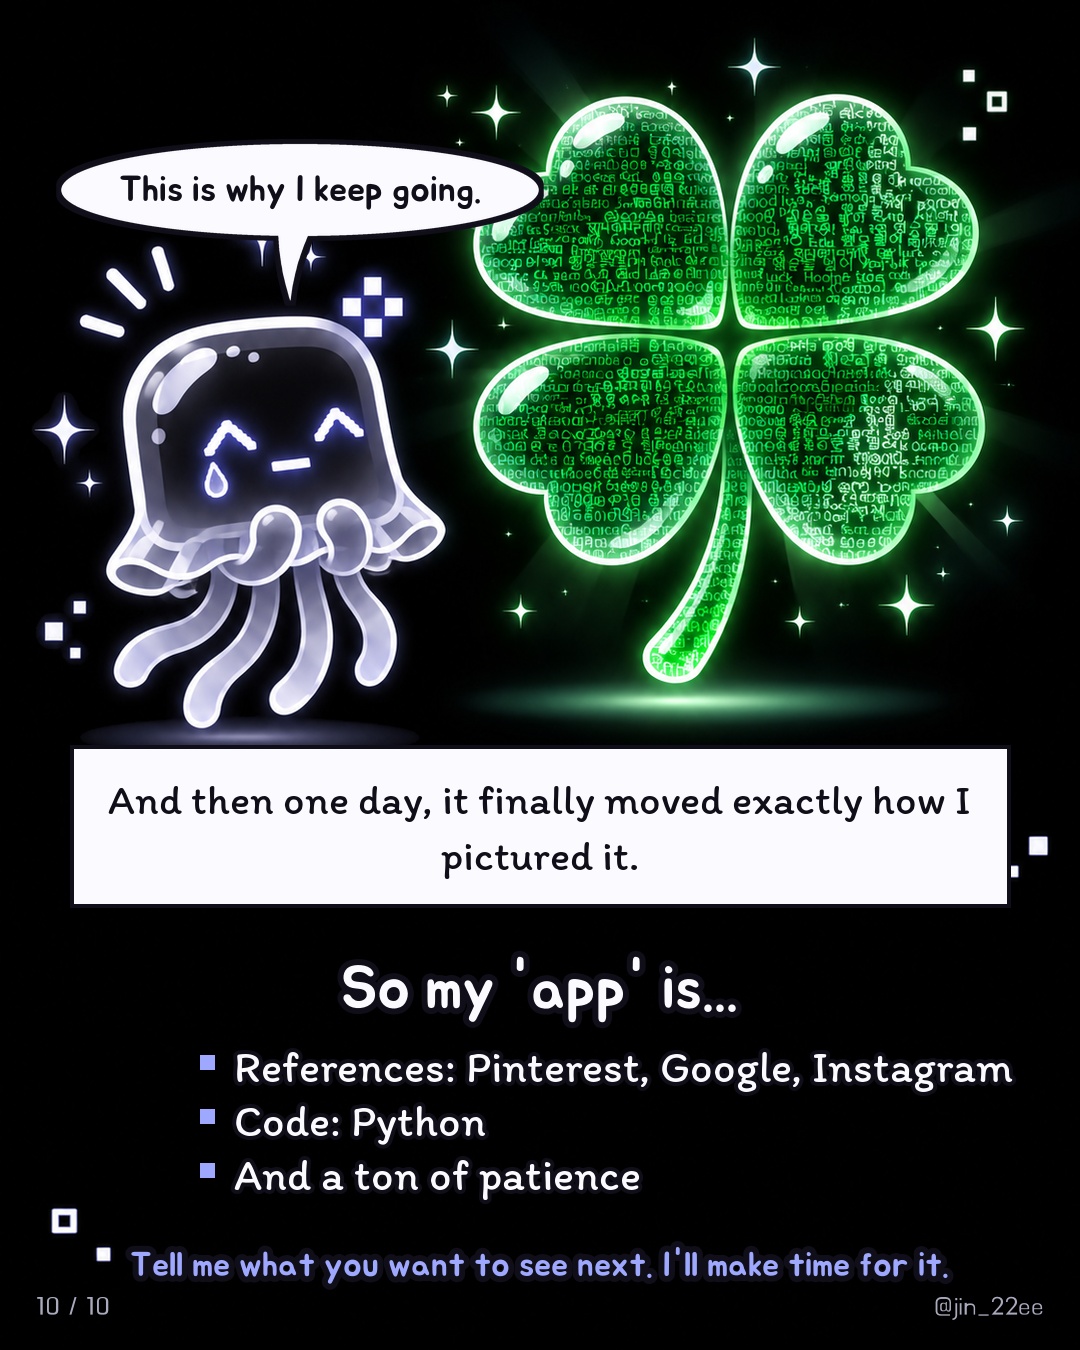 This is why I keep going.
And then one day, it finally moved exactly how I
pictured it.
So my 'app' is...
References: Pinterest, Google, Instagram
Code: Python
And a ton of patience
Tell me what you want to see next. I'll make time for it.
10 / 10
@jin_22ee